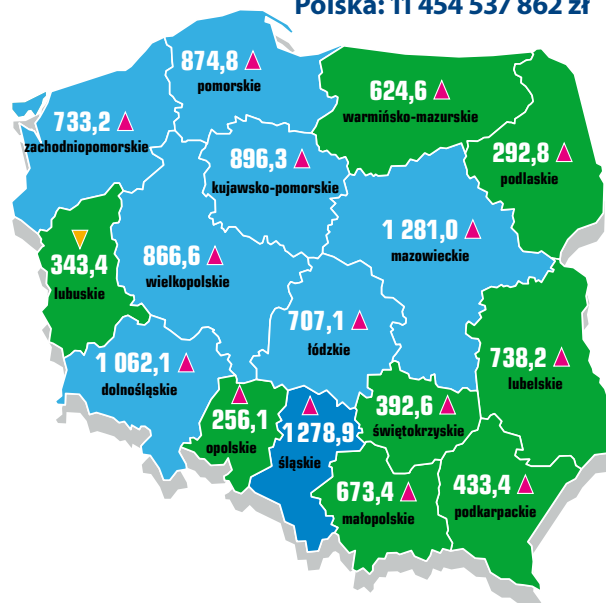 Polska: 11 454 537 862 zł
874,8
pomorskie
624,6
warmińsko-mazurskie
733,2
zachodniopomorskie
896,3
kujawsko-pomorskie
292,8
podlaskie
1 281,0
mazowieckie
343,4
lubuskie
866,6
wielkopolskie
707,1
łódzkie
1 062,1
dolnośląskie
738,2
lubelskie
256,1
opolskie
1278,9
śląskie
392,6
świętokrzyskie
673,4
małopolskie
433,4
podkarpackie